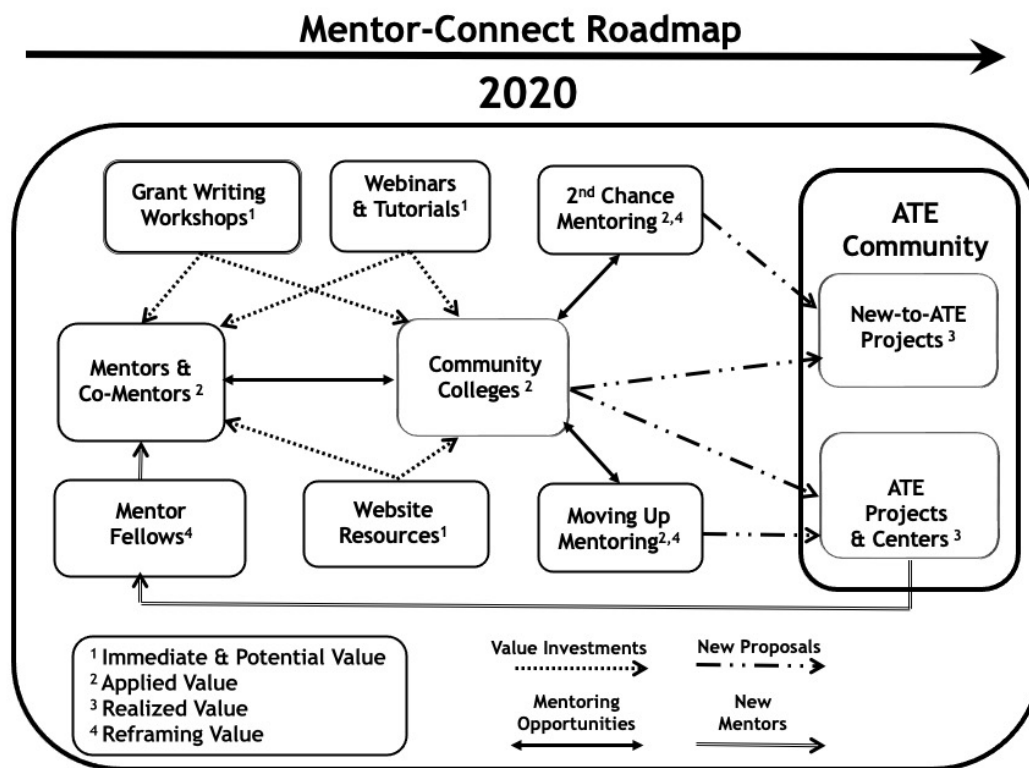 Mentor-Connect Roadmap
2020
Grant Writing
Workshops¹
Webinars
& Tutorials¹
2nd Chance
Mentoring 2,4
ATE
Community
Mentors &
Co-Mentors 2
Community
Colleges 2
New-to-ATE
Projects 3
Mentor
Fellows4
Website
Resources1
Moving Up
Mentoring2,4
ATE
Projects
& Centers 3
1 Immediate & Potential Value
2 Applied Value
3 Realized Value
4 Reframing Value
Value Investments
New Proposals
Mentoring
Opportunities
New
Mentors